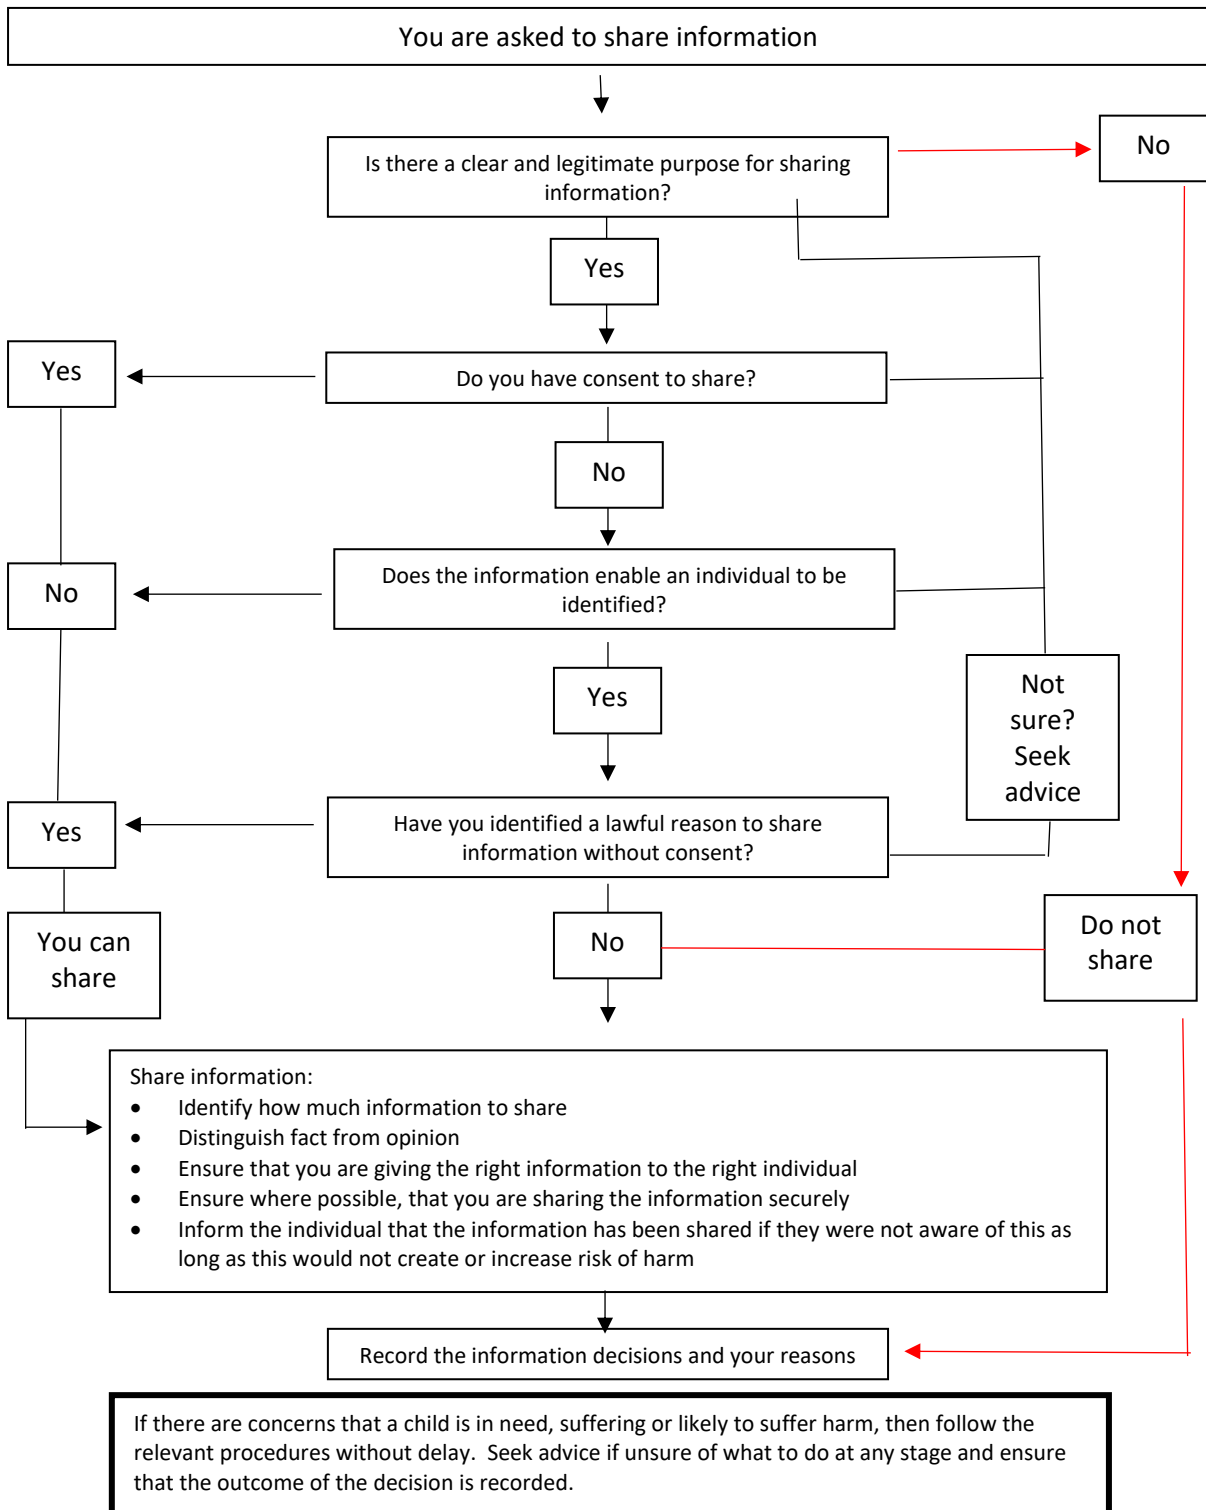 You are asked to share information
Is there a clear and legitimate purpose for sharing
information?
No
Yes
Yes
Do you have consent to share?
No
No
Does the information enable an individual to be
identified?
Yes
Not
sure?
Seek
advice
Yes
Have you identified a lawful reason to share
information without consent?
You can
share
No
Do not
share
Share information:
• Identify how much information to share
• Distinguish fact from opinion
• Ensure that you are giving the right information to the right individual
• Ensure where possible, that you are sharing the information securely
• Inform the individual that the information has been shared if they were not aware of this as
long as this would not create or increase risk of harm
Record the information decisions and your reasons
If there are concerns that a child is in need, suffering or likely to suffer harm, then follow the
relevant procedures without delay.  Seek advice if unsure of what to do at any stage and ensure
that the outcome of the decision is recorded.